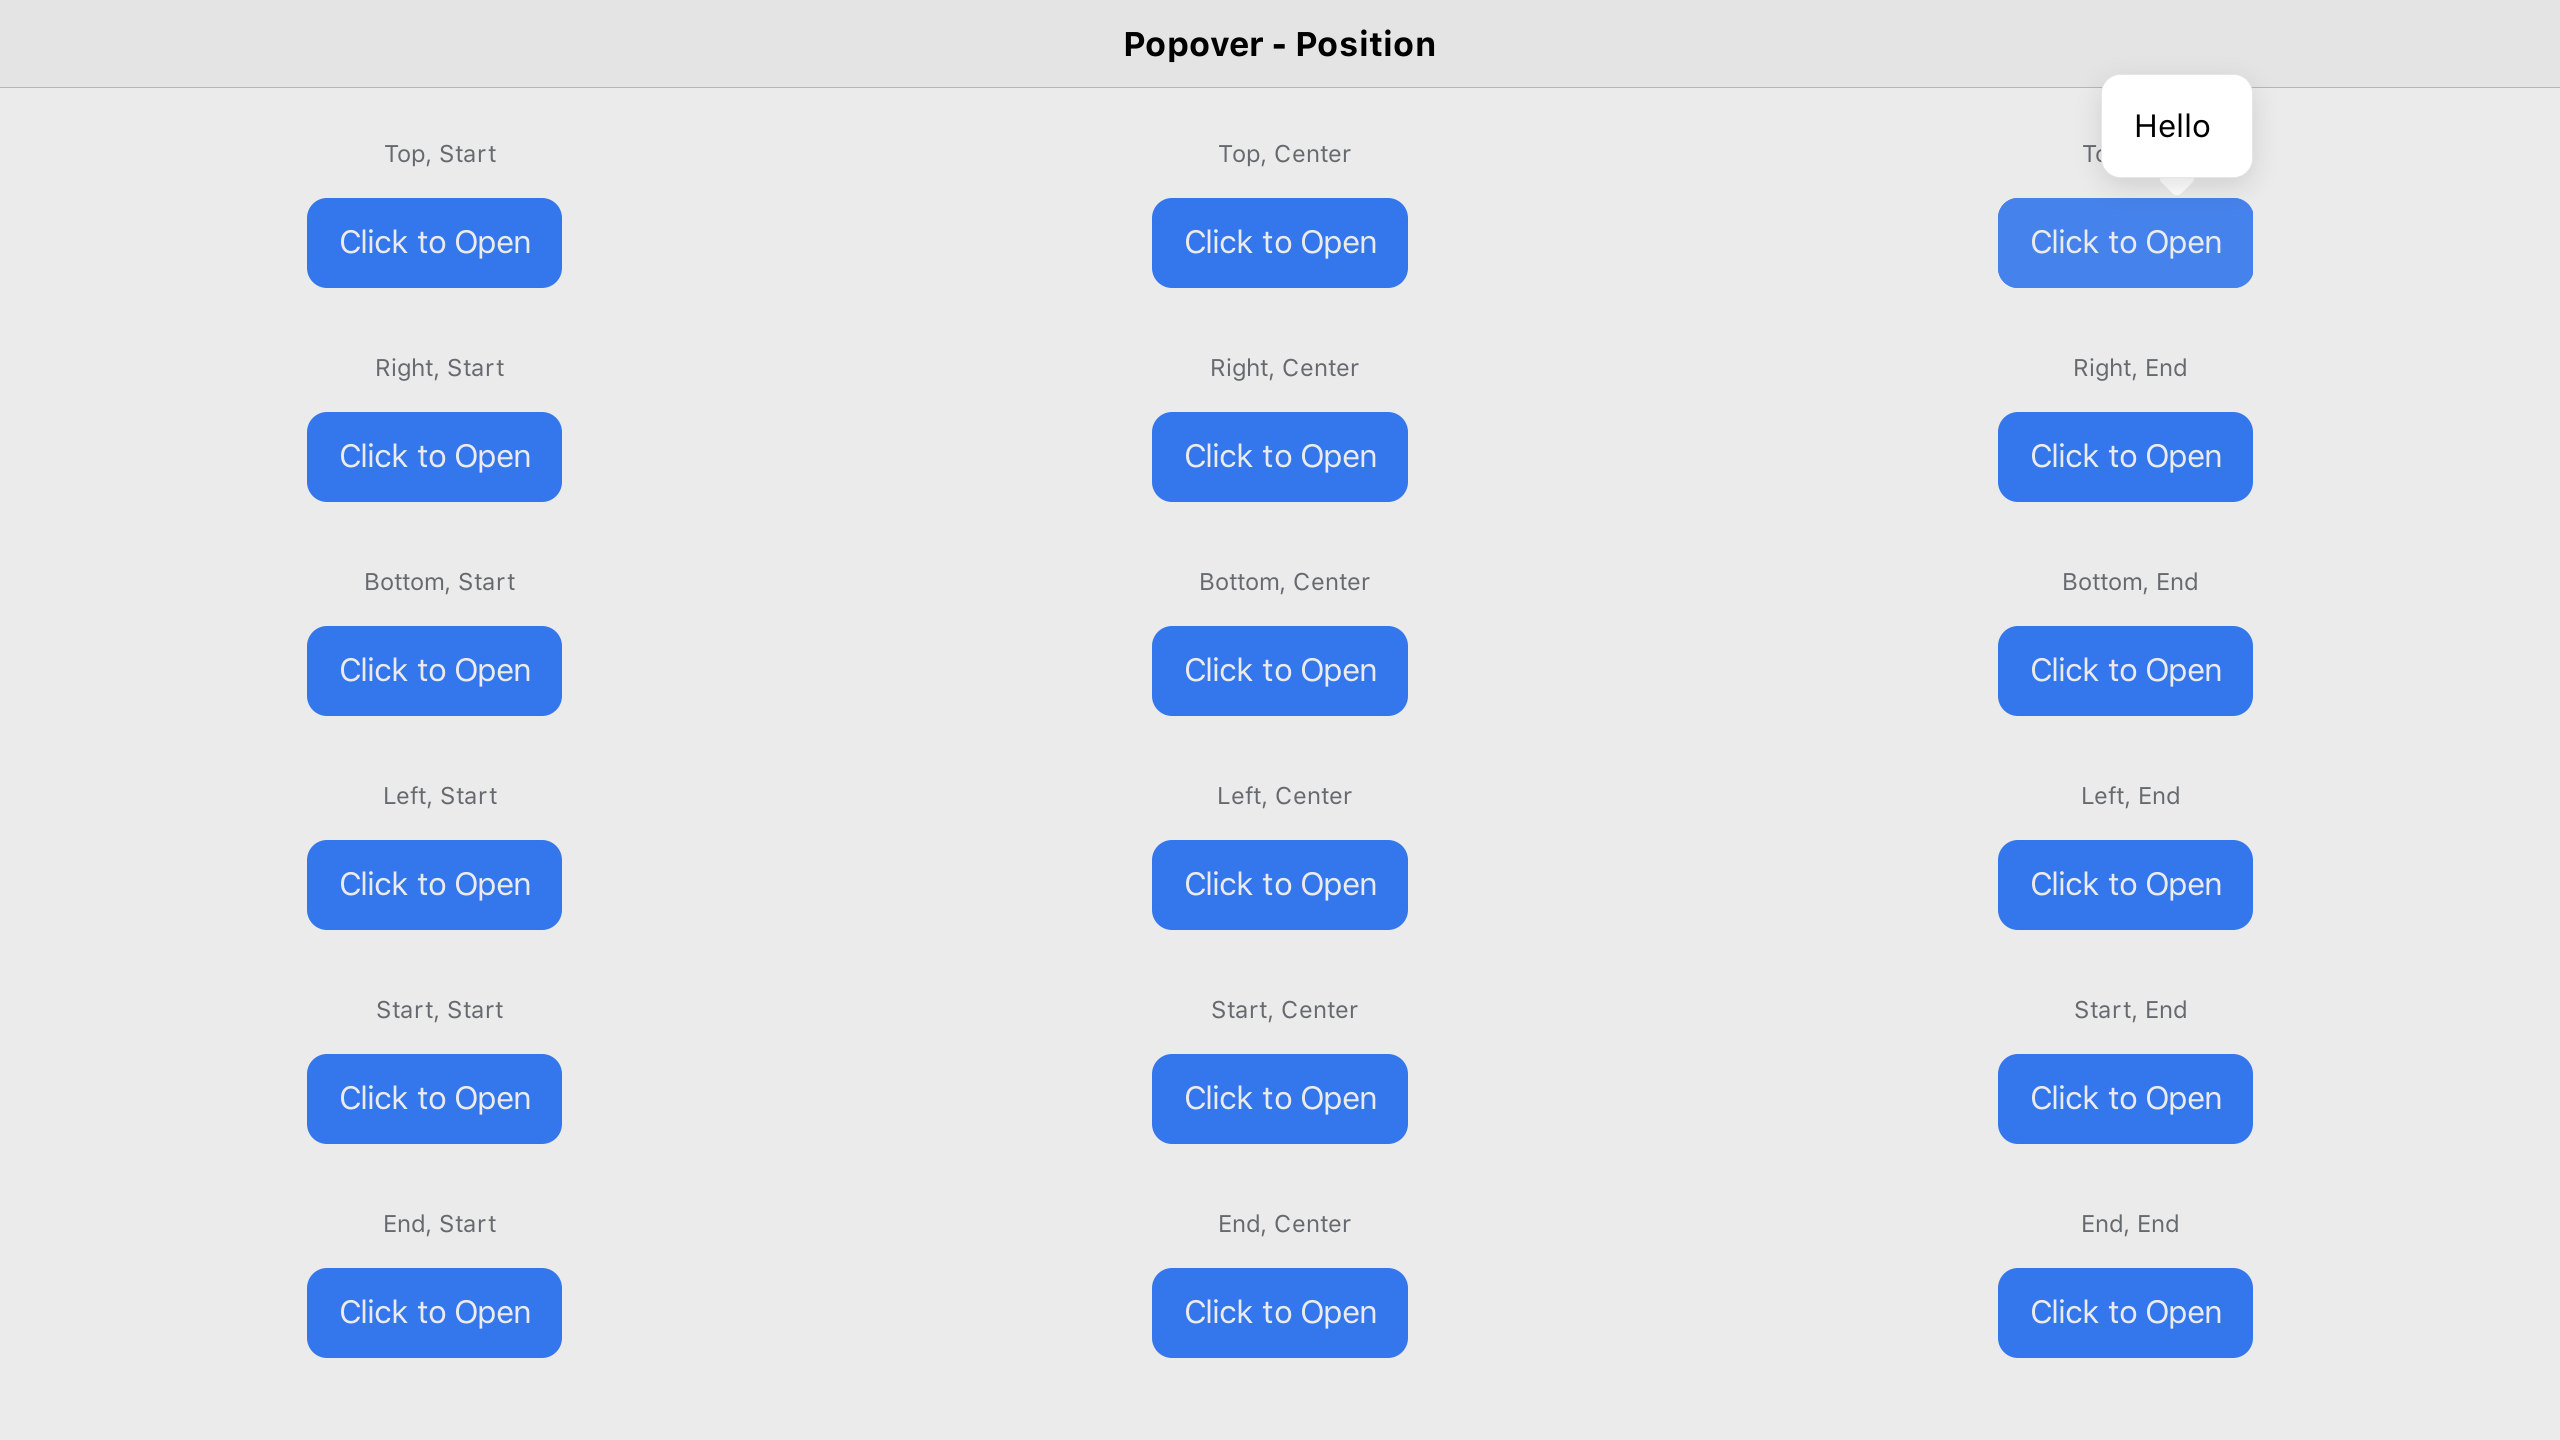 Popover - Position
Hello
Top, Start
Top, Center
Click to Open
Click to Open
Click to Open
Right, Start
Right, Center
Right, End
Click to Open
Click to Open
Click to Open
Bottom, Start
Bottom, Center
Bottom, End
Click to Open
Click to Open
Click to Open
Left, Start
Left, Center
Left, End
Click to Open
Click to Open
Click to Open
Start, Start
Start, Center
Start, End
Click to Open
Click to Open
Click to Open
End, Start
End, Center
End, End
Click to Open
Click to Open
Click to Open